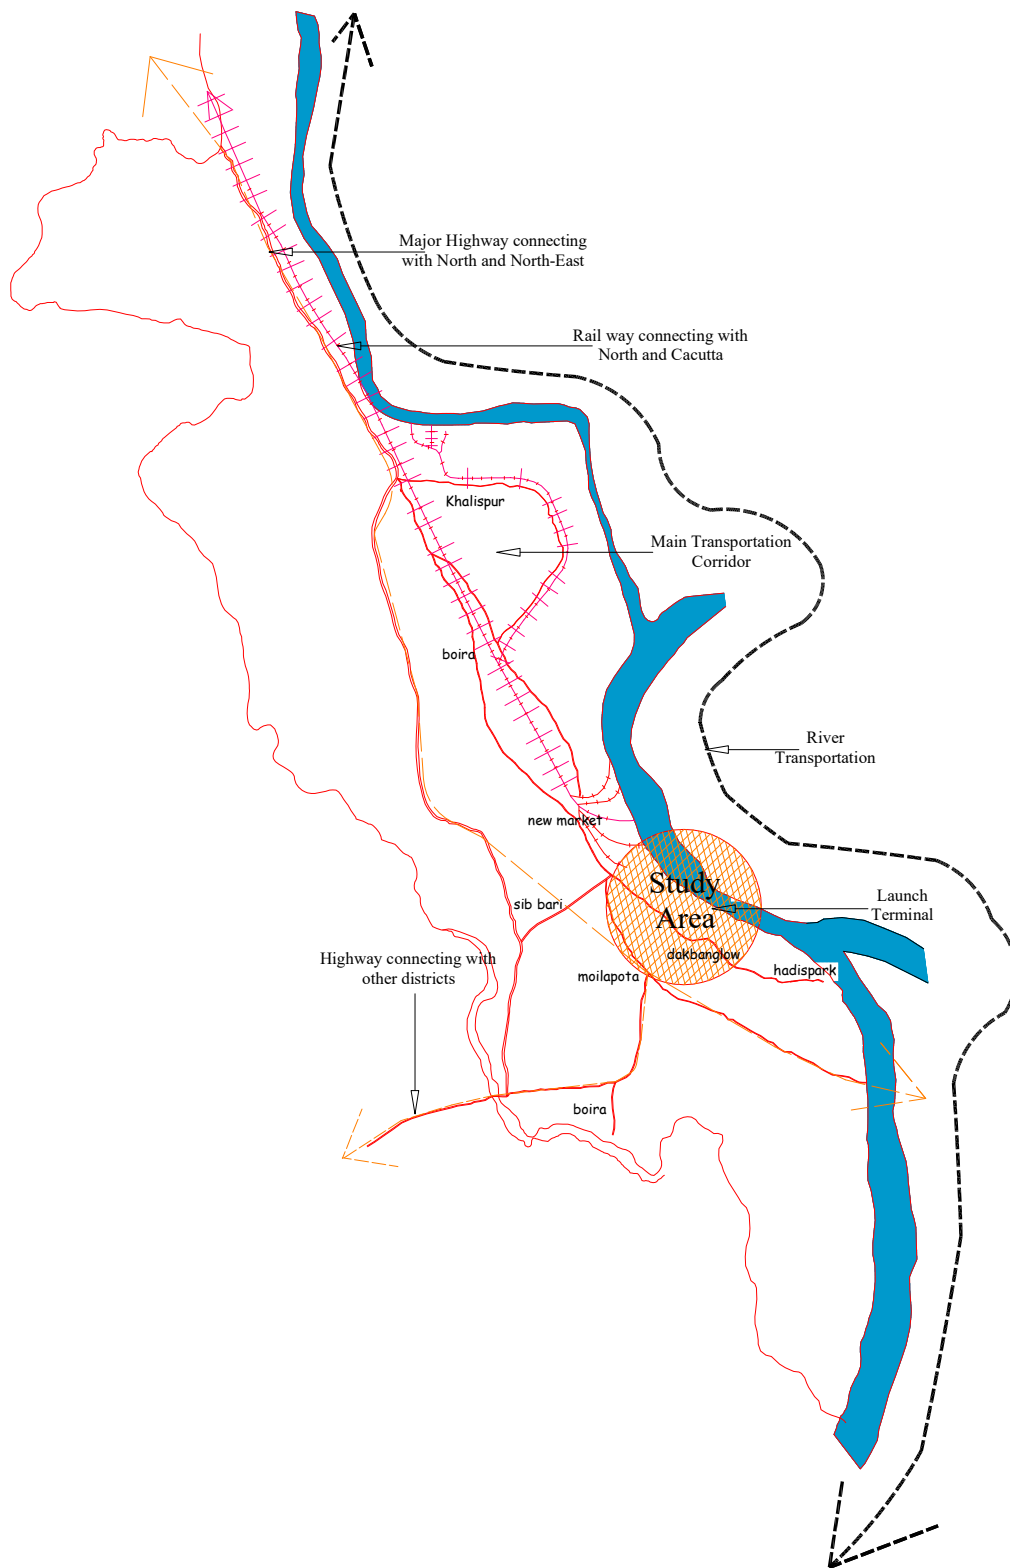 Major Highway connecting
with North and North-East
Rail way connecting with
North and Cacutta
Khalispur
Main Transportation
Corridor
boira
River
Transportation
new market
Study
Area
Launch
Terminal
sib bari
dakbanglow
hadispark
moilapota
Highway connecting with
other districts
boira